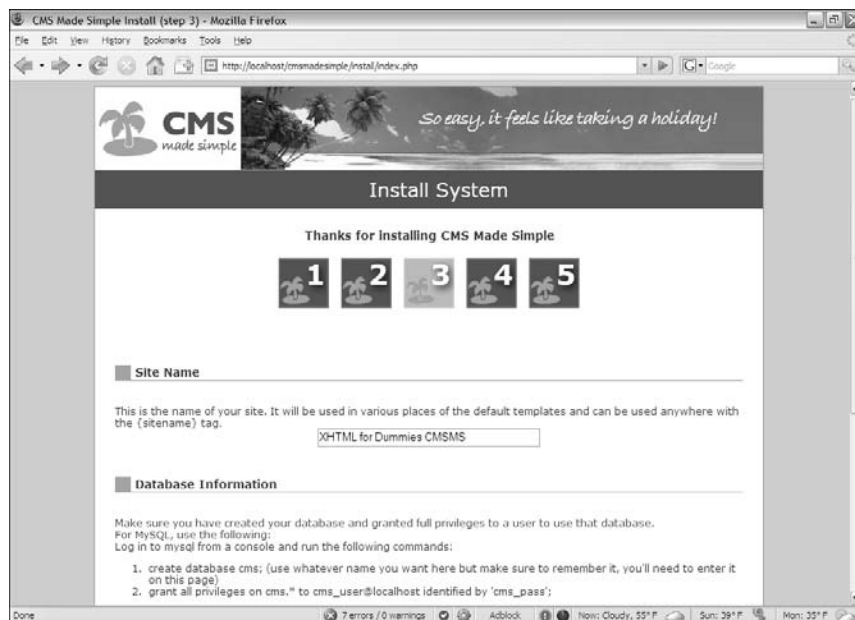 CMS Made Simple Install (step 3) - Mozilla Firefox
File Edit View History Bookmarks Tools Help
http://localhost/cmsmadesimple/install/index.php
G Google
CMS
made simple
So easy, it feels like taking a holiday!
Install System
Thanks for installing CMS Made Simple
1 2 3 4 5
Site Name
This is the name of your site. It will be used in various places of the default templates and can be used anywhere with
the {sitename} tag.
XHTML for Dummies CMSMS
Database Information
Make sure you have created your database and granted full privileges to a user to use that database.
For MySQL, use the following:
Log in to mysql from a console and run the following commands:
1. create database cms; (use whatever name you want here but make sure to remember it, you'll need to enter it
on this page)
2. grant all privileges on cms.* to cms_user@localhost identified by 'cms_pass';
Done 7 errors / 0 warnings Adblock Now: Cloudy, 55° F Sun: 39° F Mon: 35° F